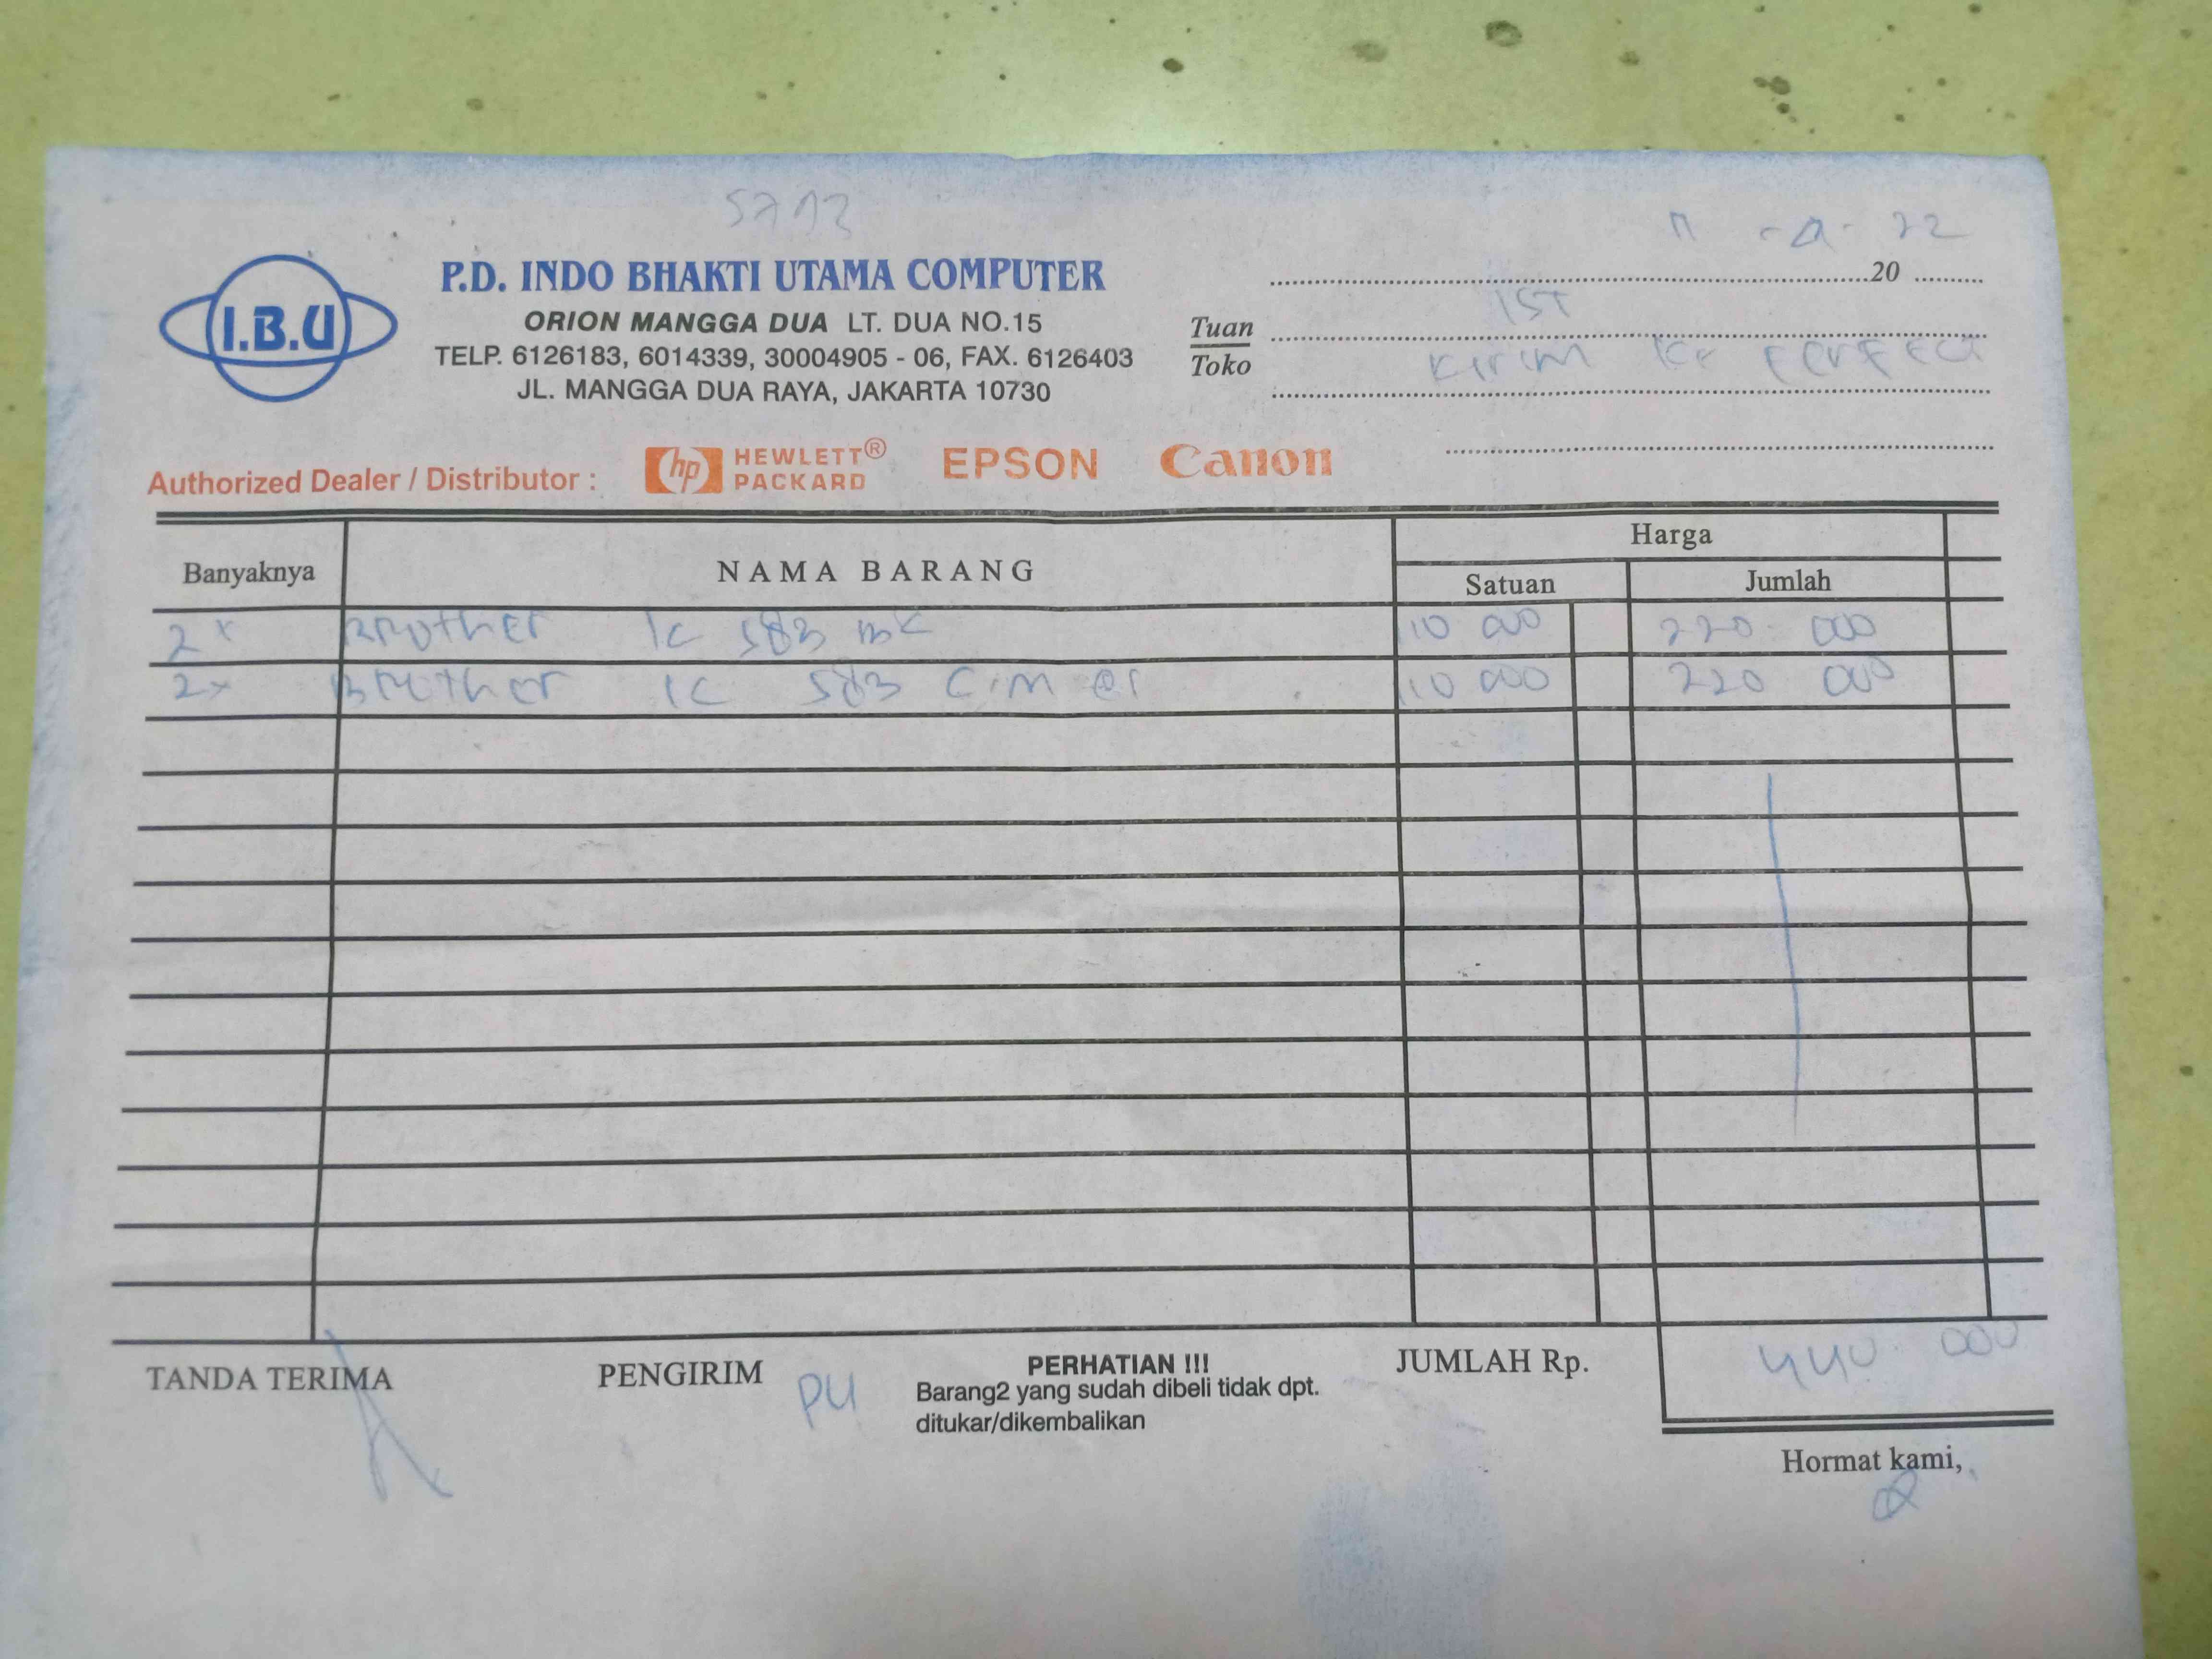 5713
-22
P.D. INDO BHAKTI UTAMA COMPUTER
20
I.B.U
ORION MANGGA DUA LT. DUA NO.15
IST
Tuan
TELP. 6126183, 6014339, 30004905 - 06, FAX. 6126403
Toko
Kirim ke Perfect
JL. MANGGA DUA RAYA, JAKARTA 10730
Authorized Dealer / Distributor : hp HEWLETT® PACKARD EPSON Canon
Banyaknya NAMA BARANG Harga
Satuan Jumlah
2x Brother 583 BK 110 000 220 000
2x Brother 583 C.M 110 000 220 000
TANDA TERIMA PENGIRIM PERHATIAN !!! JUMLAH Rp. 440 000
Barang2 yang sudah dibeli tidak dpt.
ditukar/dikembalikan
Hormat kami,